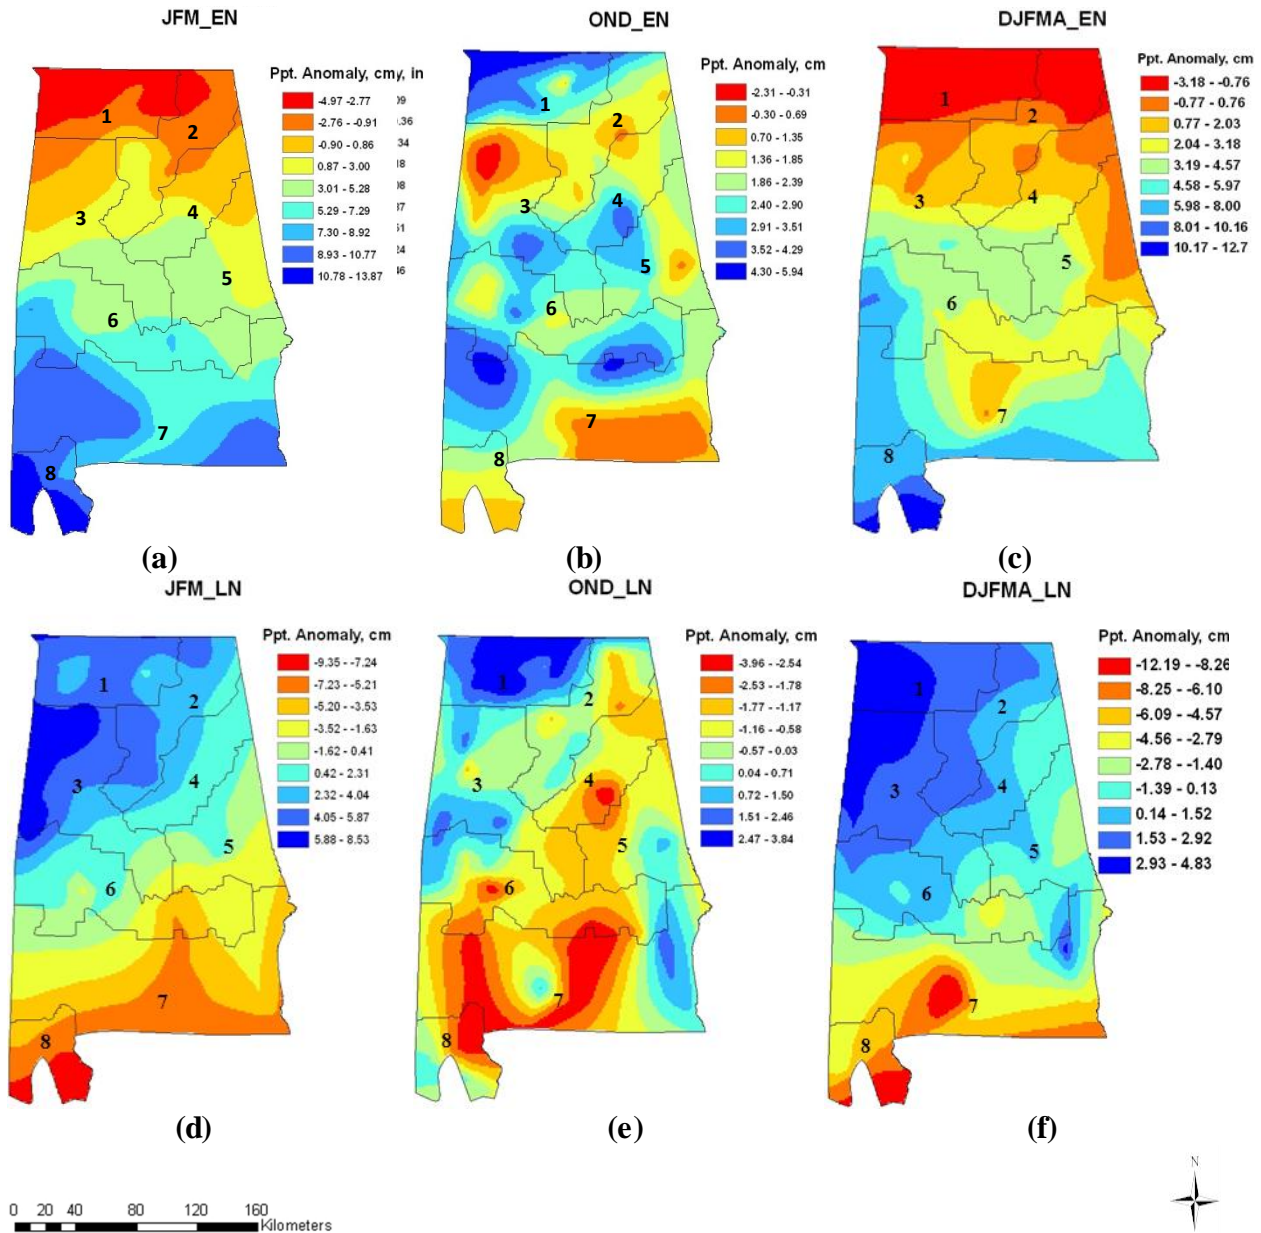 JFM_EN
Ppt. Anomaly, cmy, in
-4.97 -2.77
-2.76 - -0.91
-0.90 - 0.86
0.87 - 3.00
3.01 - 5.28
5.29 - 7.29
7.30 - 8.92
8.93 - 10.77
10.78 - 13.87
1
2
3
4
5
6
7
8
(a)
OND_EN
Ppt. Anomaly, cm
-2.31 - -0.31
-0.30 - 0.69
0.70 - 1.35
1.36 - 1.85
1.86 - 2.39
2.40 - 2.90
2.91 - 3.51
3.52 - 4.29
4.30 - 5.94
1
2
3
4
5
6
7
8
(b)
DJFMA_EN
Ppt. Anomaly, cm
-3.18 - -0.76
-0.77 - 0.76
0.77 - 2.03
2.04 - 3.18
3.19 - 4.57
4.58 - 5.97
5.98 - 8.00
8.01 - 10.16
10.17 - 12.7
1
2
3
4
5
6
7
8
(c)
JFM_LN
Ppt. Anomaly, cm
-9.35 - -7.24
-7.23 - -5.21
-5.20 - -3.53
-3.52 - -1.63
-1.62 - 0.41
0.42 - 2.31
2.32 - 4.04
4.05 - 5.87
5.88 - 8.53
1
2
3
4
5
6
7
8
(d)
OND_LN
Ppt. Anomaly, cm
-3.96 - -2.54
-2.53 - -1.78
-1.77 - -1.17
-1.16 - -0.58
-0.57 - 0.03
0.04 - 0.71
0.72 - 1.50
1.51 - 2.46
2.47 - 3.84
1
2
3
4
5
6
7
8
(e)
DJFMA_LN
Ppt. Anomaly, cm
-12.19 - -8.26
-8.25 - -6.10
-6.09 - -4.57
-4.56 - -2.79
-2.78 - -1.40
-1.39 - 0.13
0.14 - 1.52
1.53 - 2.92
2.93 - 4.83
1
2
3
4
5
6
7
8
(f)
0 20 40 80 120 160
Kilometers
N